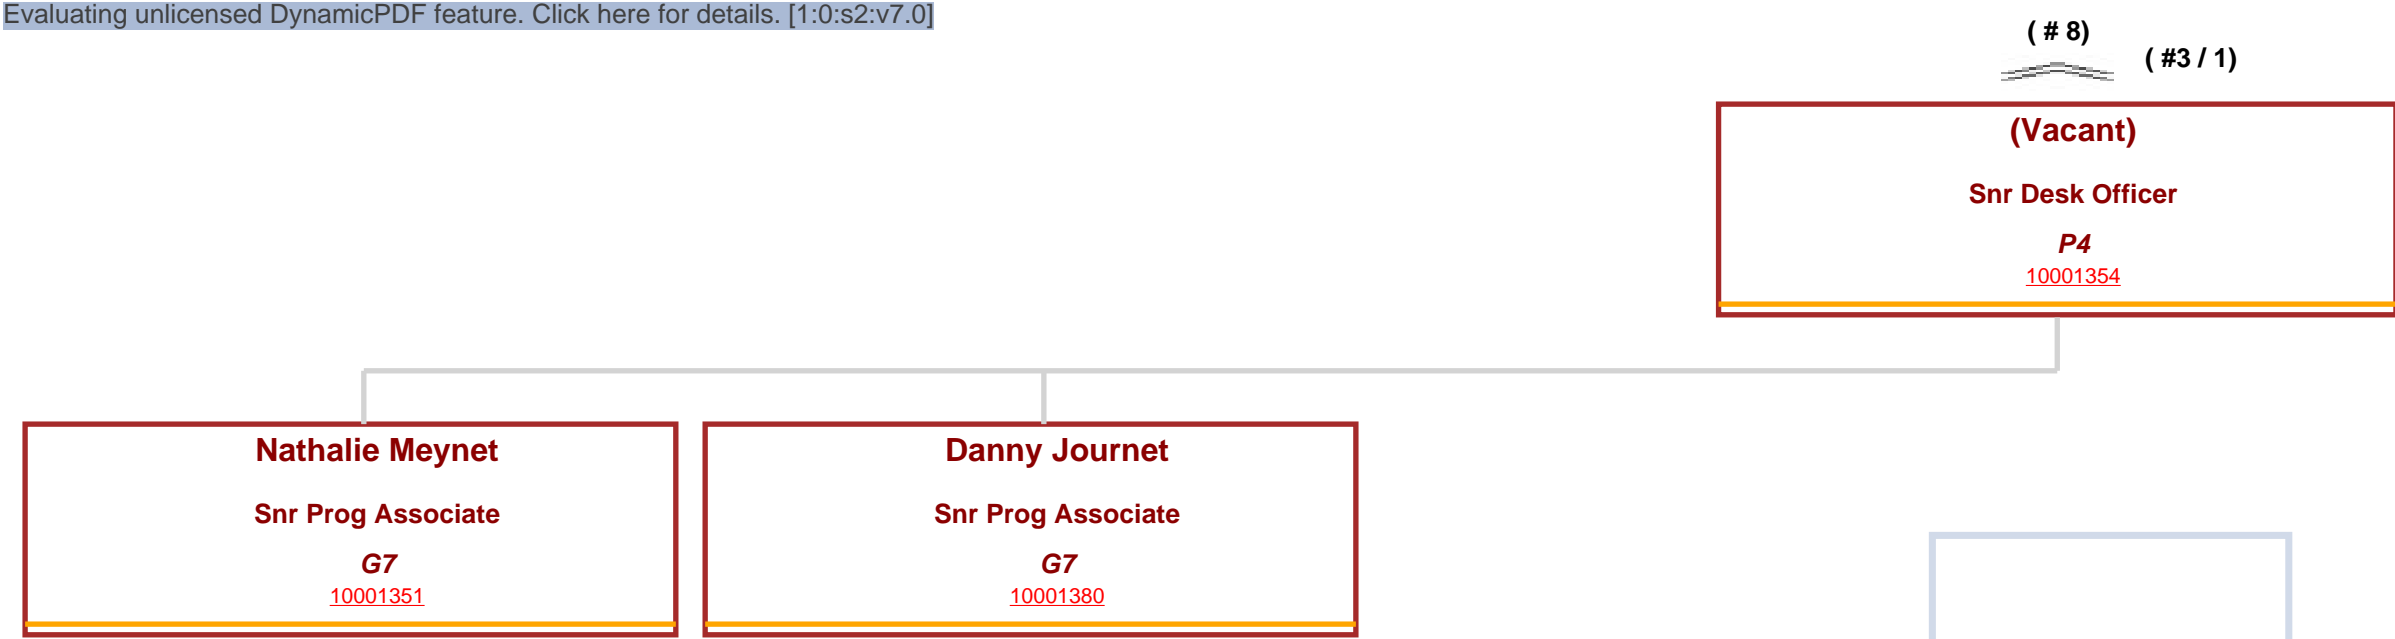 Evaluating unlicensed DynamicPDF feature. Click here for details. [1:0:s2:v7.0]
( # 8)
( #3 / 1)
(Vacant)
Snr Desk Officer
P4
10001354
Nathalie Meynet
Snr Prog Associate
G7
10001351
Danny Journet
Snr Prog Associate
G7
10001380